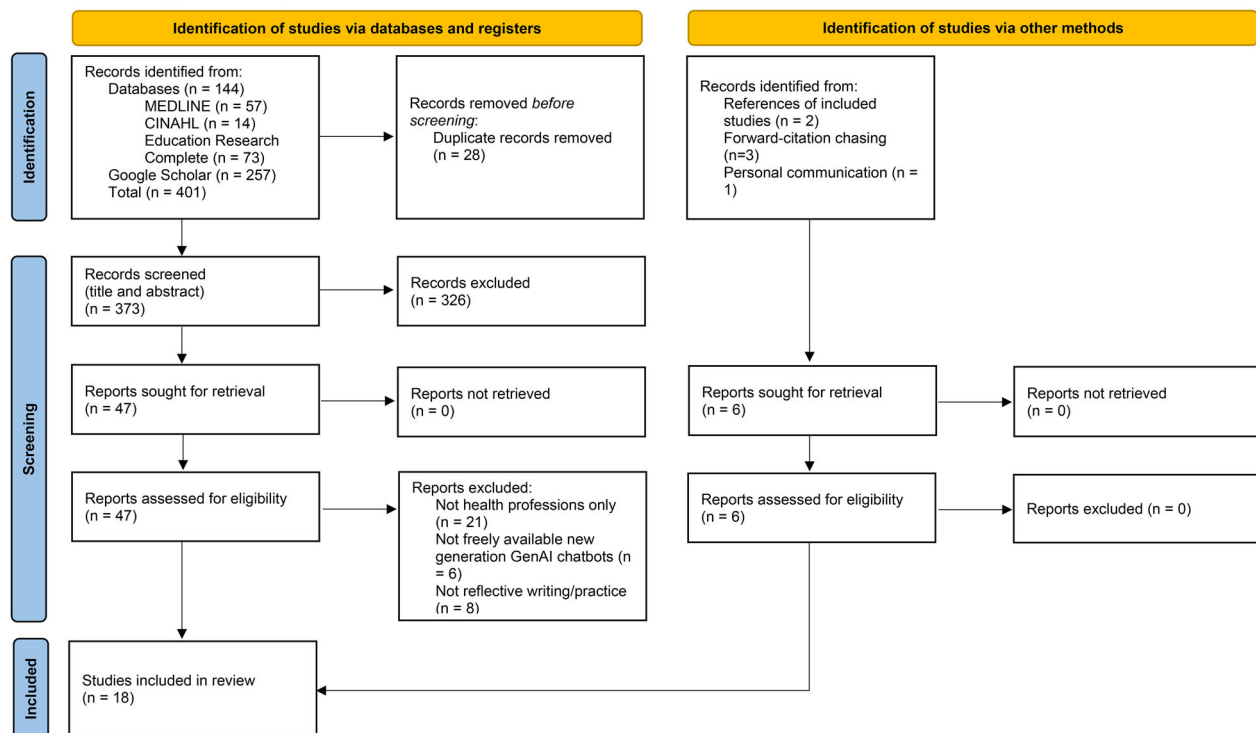 Identification of studies via databases and registers
Identification of studies via other methods
Identification
Records identified from:
Databases (n = 144)
MEDLINE (n = 57)
CINAHL (n = 14)
Education Research
Complete (n = 73)
Google Scholar (n = 257)
Total (n = 401)
Records removed before
screening:
Duplicate records removed
(n = 28)
Records identified from:
References of included
studies (n = 2)
Forward-citation chasing
(n=3)
Personal communication (n =
1)
Screening
Records screened
(title and abstract)
(n = 373)
Records excluded
(n = 326)
Reports sought for retrieval
(n = 47)
Reports not retrieved
(n = 0)
Reports sought for retrieval
(n = 6)
Reports not retrieved
(n = 0)
Reports assessed for eligibility
(n = 47)
Reports excluded:
Not health professions only
(n = 21)
Not freely available new
generation GenAI chatbots (n
= 6)
Not reflective writing/practice
(n = 8)
Reports assessed for eligibility
(n = 6)
Reports excluded (n = 0)
Included
Studies included in review
(n = 18)